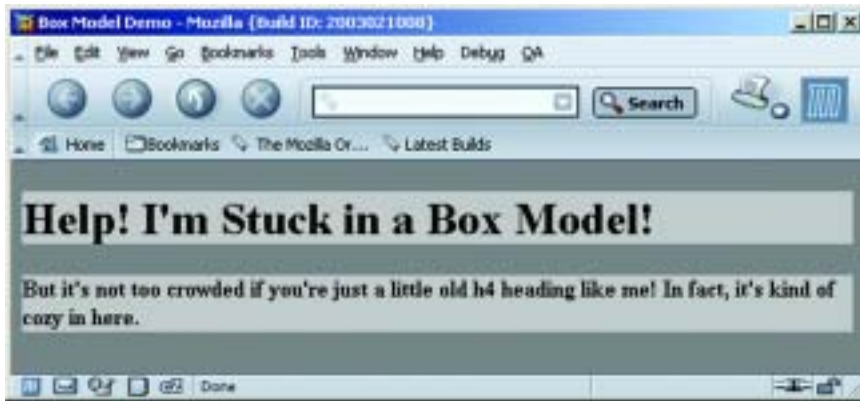 Box Model Demo - Mozilla {Build ID: 2003021008}
File Edit View Go Bookmarks Tools Window Help Debug QA
Search
Home Bookmarks The Mozilla Or... Latest Builds
Help! I'm Stuck in a Box Model!
But it's not too crowded if you're just a little old h4 heading like me! In fact, it's kind of
cozy in here.
Done